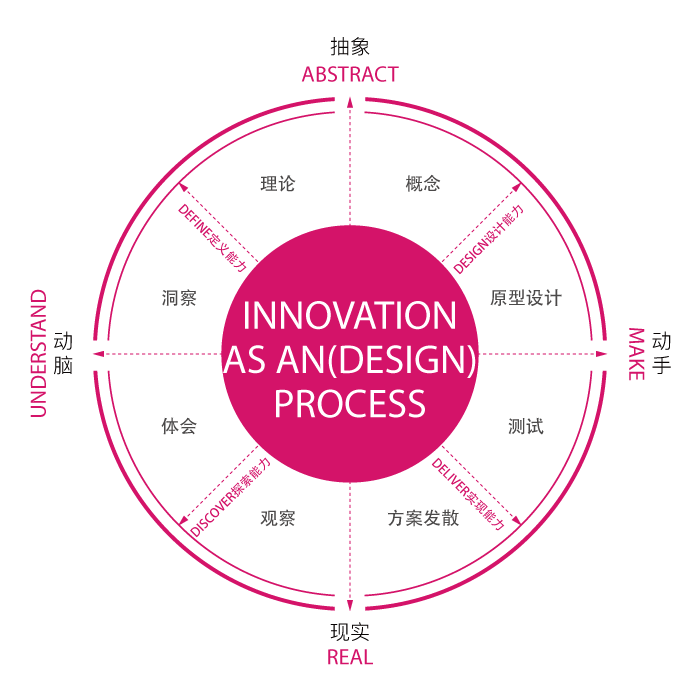 抽象
ABSTRACT
理论
概念
DEFINE定义能力
DESIGN设计能力
洞察
原型设计
UNDERSTAND
动
脑
INNOVATION
AS AN(DESIGN)
PROCESS
MAKE
动
手
体会
测试
DISCOVER探索能力
DELIVER实现能力
观察
方案发散
现实
REAL